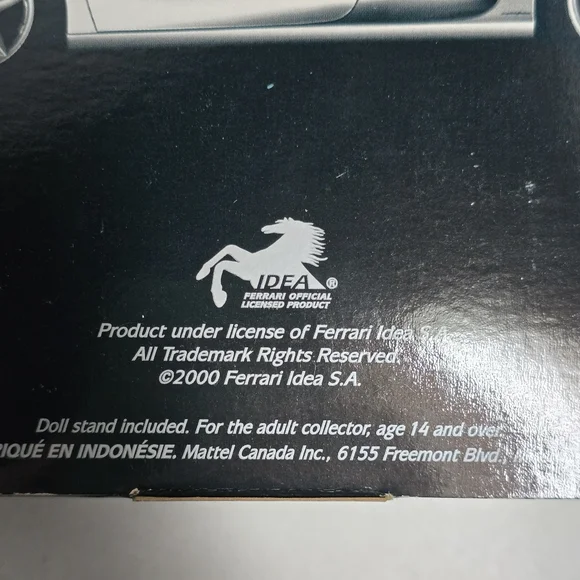 IDEA ®
FERRARI OFFICIAL
LICENSED PRODUCT
Product under license of Ferrari Idea S.A.
All Trademark Rights Reserved.
©2000 Ferrari Idea S.A.
Doll stand included. For the adult collector, age 14 and over.
RIQUÉ EN INDONÉSIE. Mattel Canada Inc., 6155 Freemont Blvd.,